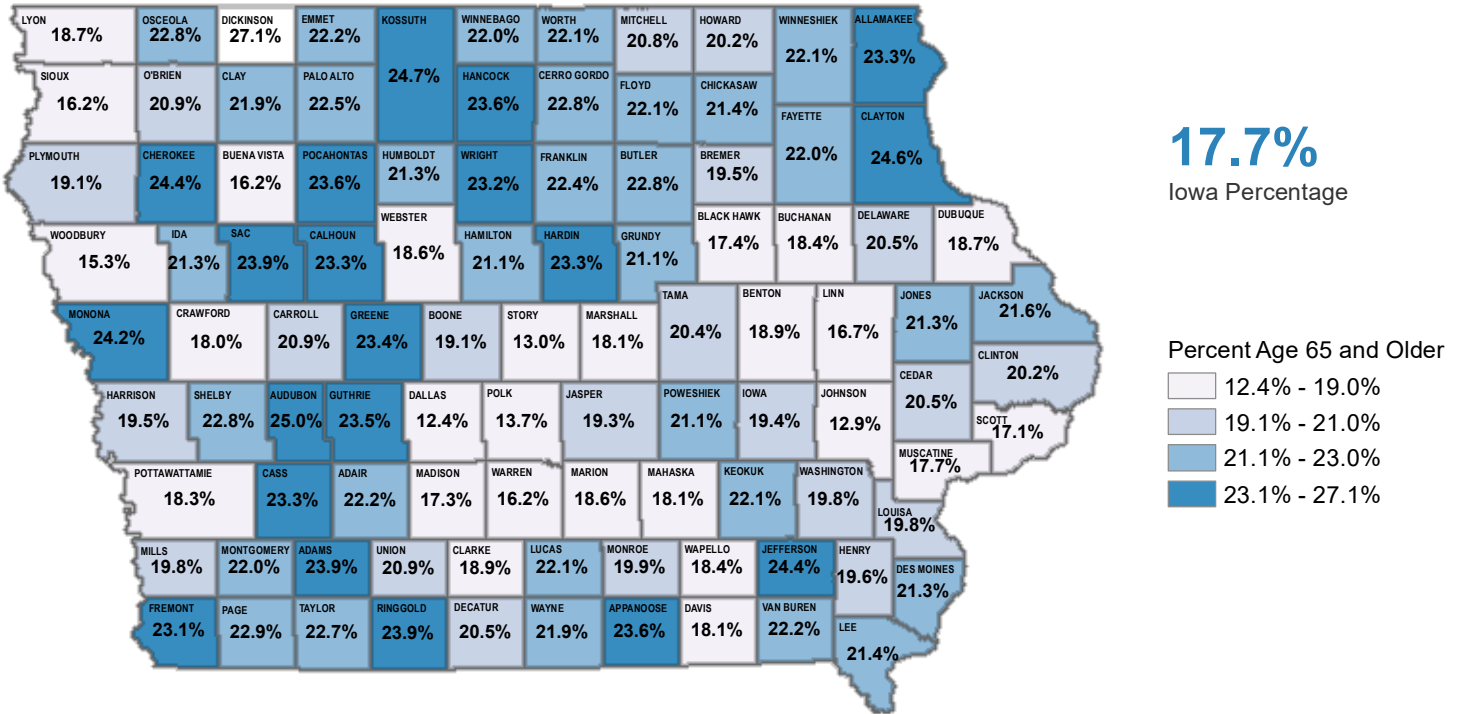 LYON
18.7%
OSCEOLA
22.8%
DICKINSON
27.1%
EMMET
22.2%
KOSSUTH
24.7%
WINNEBAGO
22.0%
WORTH
22.1%
MITCHELL
20.8%
HOWARD
20.2%
WINNESHIEK
22.1%
ALLAMAKEE
23.3%
SIOUX
16.2%
O'BRIEN
20.9%
CLAY
21.9%
PALO ALTO
22.5%
HANCOCK
23.6%
CERRO GORDO
22.8%
FLOYD
22.1%
CHICKASAW
21.4%
FAYETTE
22.0%
CLAYTON
24.6%
PLYMOUTH
19.1%
CHEROKEE
24.4%
BUENA VISTA
16.2%
POCAHONTAS
23.6%
HUMBOLDT
21.3%
WRIGHT
23.2%
FRANKLIN
22.4%
BUTLER
22.8%
BREMER
19.5%
WOODBURY
15.3%
IDA
21.3%
SAC
23.9%
CALHOUN
23.3%
WEBSTER
18.6%
HAMILTON
21.1%
HARDIN
23.3%
GRUNDY
21.1%
BLACK HAWK
17.4%
BUCHANAN
18.4%
DELAWARE
20.5%
DUBUQUE
18.7%
MONONA
24.2%
CRAWFORD
18.0%
CARROLL
20.9%
GREENE
23.4%
BOONE
19.1%
STORY
13.0%
MARSHALL
18.1%
TAMA
20.4%
BENTON
18.9%
LINN
16.7%
JONES
21.3%
JACKSON
21.6%
CLINTON
20.2%
CEDAR
20.5%
HARRISON
19.5%
SHELBY
22.8%
AUDUBON
25.0%
GUTHRIE
23.5%
DALLAS
12.4%
POLK
13.7%
JASPER
19.3%
POWESHIEK
21.1%
IOWA
19.4%
JOHNSON
12.9%
SCOTT
17.1%
MUSCATINE
17.7%
POTTAWATTAMIE
18.3%
CASS
23.3%
ADAIR
22.2%
MADISON
17.3%
WARREN
16.2%
MARION
18.6%
MAHASKA
18.1%
KEOKUK
22.1%
WASHINGTON
19.8%
LOUISA
19.8%
MILLS
19.8%
MONTGOMERY
22.0%
ADAMS
23.9%
UNION
20.9%
CLARKE
18.9%
LUCAS
22.1%
MONROE
19.9%
WAPELLO
18.4%
JEFFERSON
24.4%
HENRY
19.6%
DES MOINES
21.3%
FREMONT
23.1%
PAGE
22.9%
TAYLOR
22.7%
RINGGOLD
23.9%
DECATUR
20.5%
WAYNE
21.9%
APPANOOSE
23.6%
DAVIS
18.1%
VAN BUREN
22.2%
LEE
21.4%
17.7%
Iowa Percentage
Percent Age 65 and Older
12.4% - 19.0%
19.1% - 21.0%
21.1% - 23.0%
23.1% - 27.1%